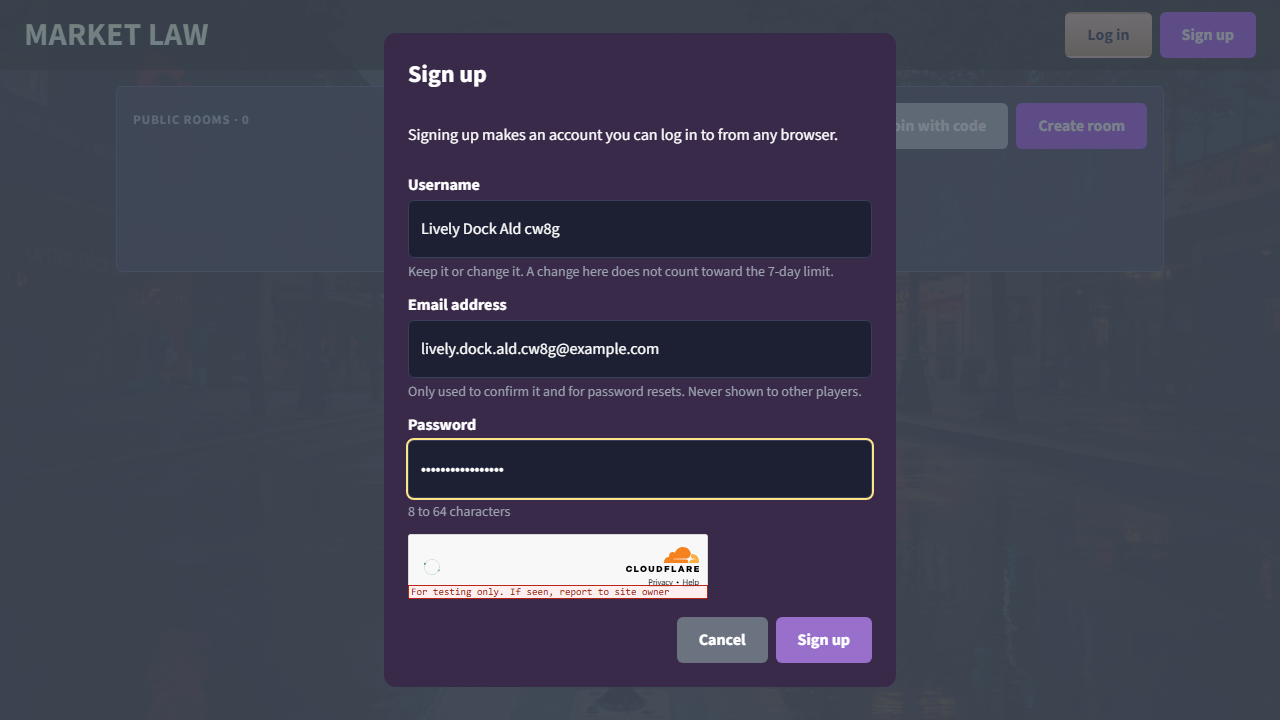 MARKET LAW
Log in
Sign up
PUBLIC ROOMS · 0
oin with code
Create room
Sign up
Signing up makes an account you can log in to from any browser.
Username
Lively Dock Ald cw8g
Keep it or change it. A change here does not count toward the 7-day limit.
Email address
lively.dock.ald.cw8g@example.com
Only used to confirm it and for password resets. Never shown to other players.
Password
•••••••••••••••••
8 to 64 characters
CLOUDFLARE
Privacy • Help
For testing only. If seen, report to site owner
Cancel
Sign up